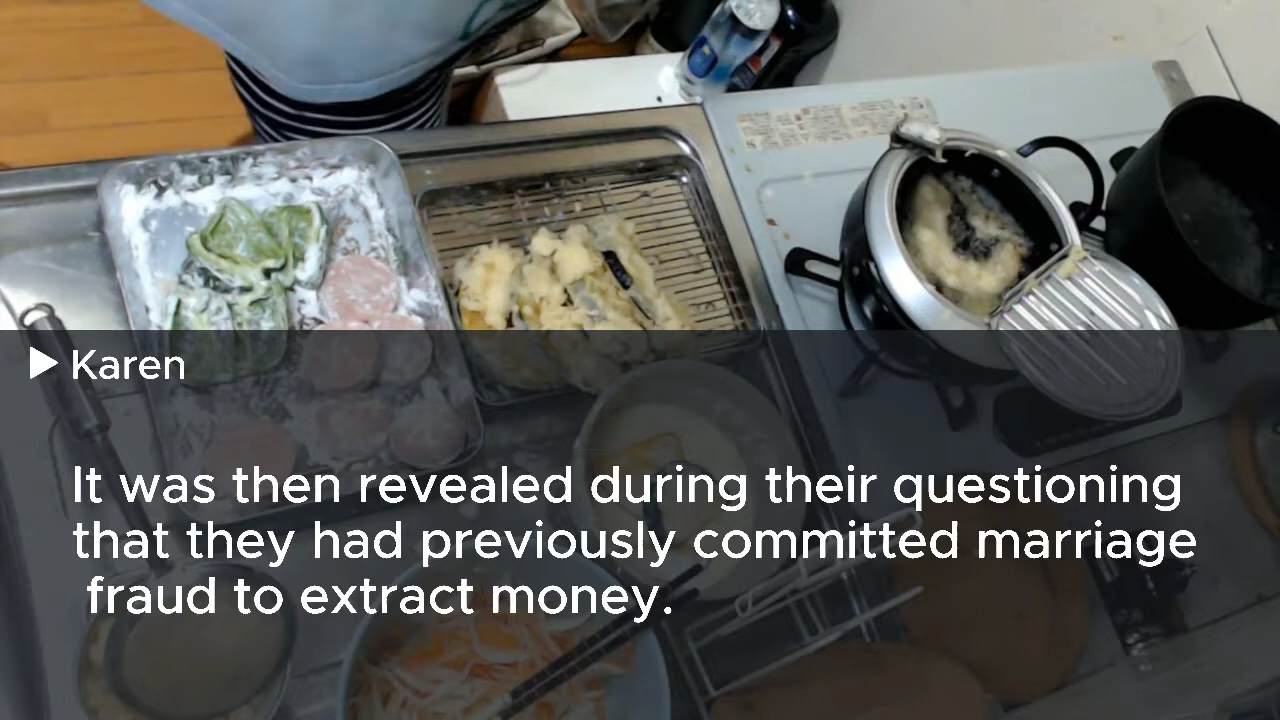 ▶ Karen
It was then revealed during their questioning
that they had previously committed marriage
fraud to extract money.